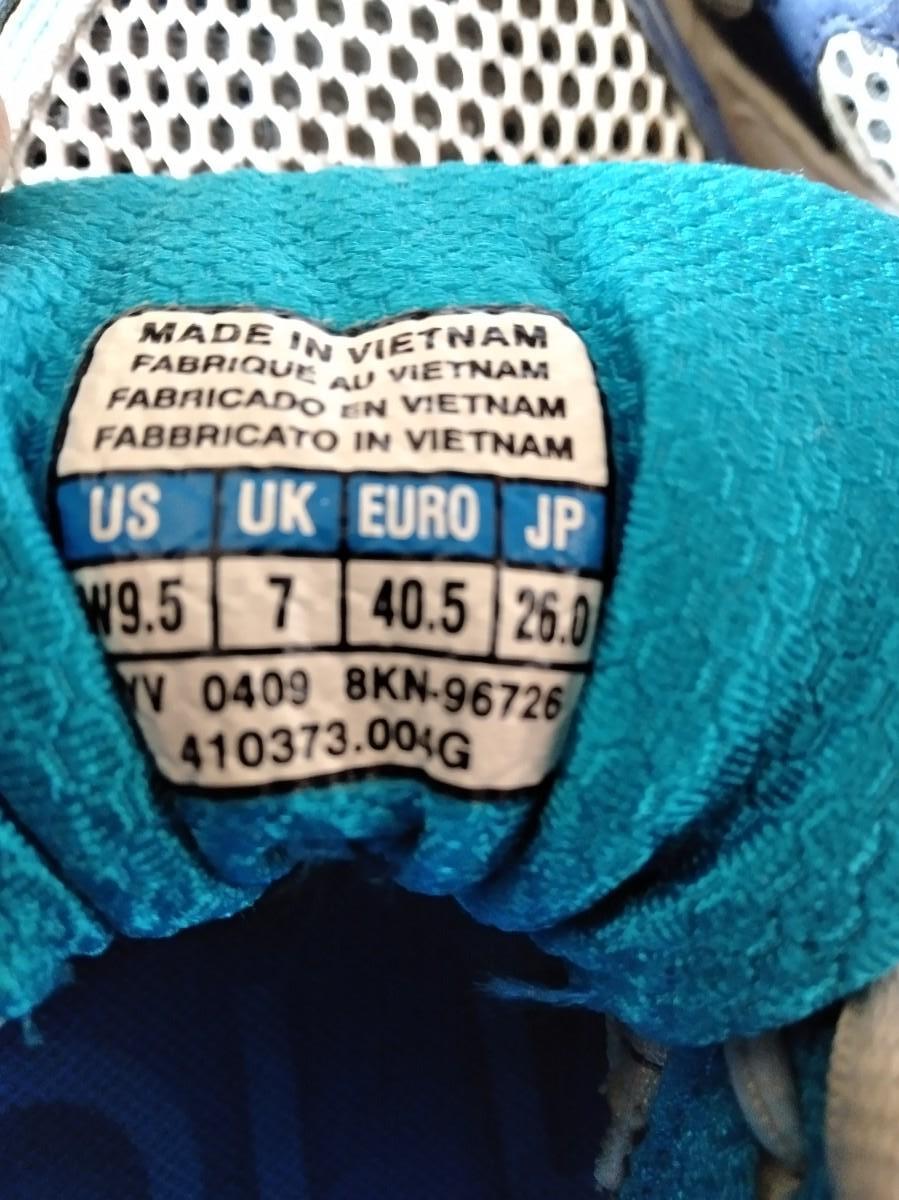 MADE IN VIETNAM
FABRIQUE AU VIETNAM
FABRICADO EN VIETNAM
FABBRICATO IN VIETNAM
US UK EURO JP
W9.5 7 40.5 26.0
0409 8KN-96726